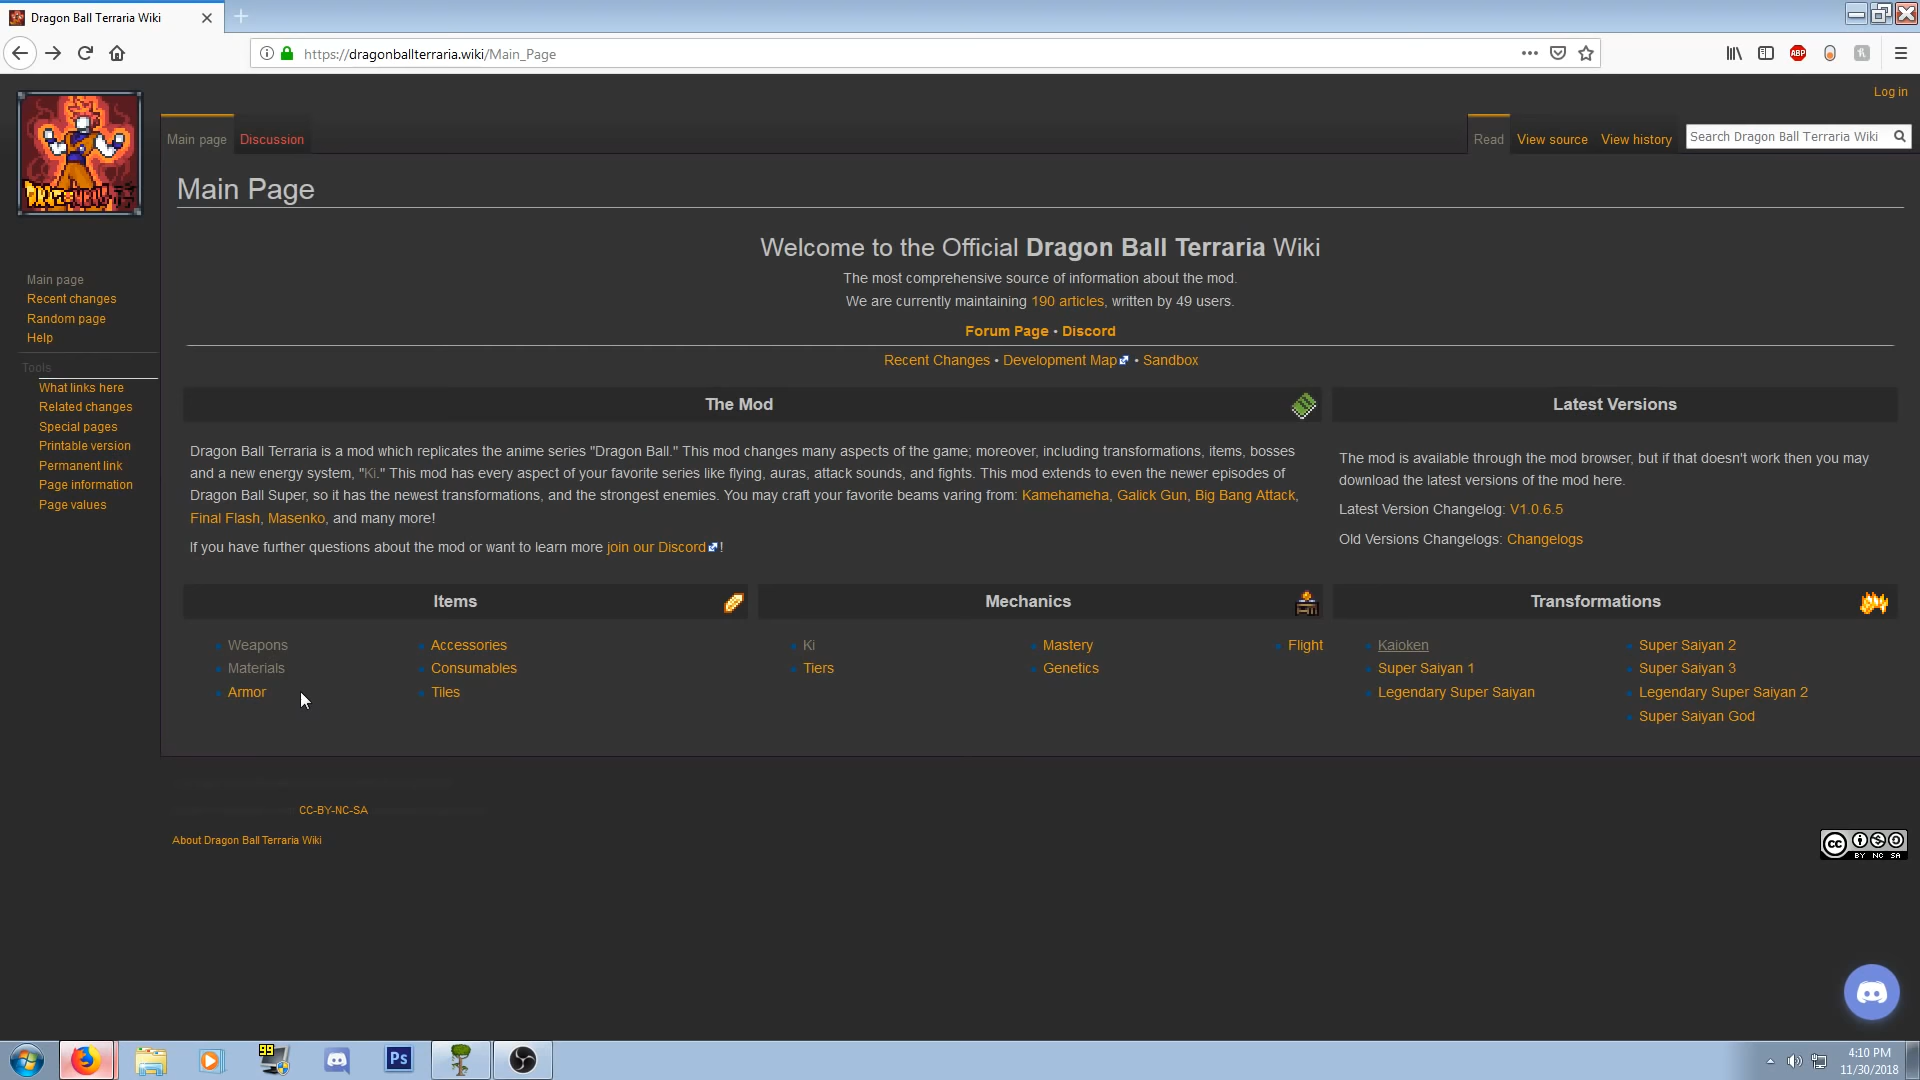 Dragon Ball Terraria Wiki
https://dragonballterraria.wiki/Main_Page
ABP
Log in
Main page
Discussion
Read
View source
View history
Search Dragon Ball Terraria Wiki
Main Page
Welcome to the Official Dragon Ball Terraria Wiki
The most comprehensive source of information about the mod.
We are currently maintaining 190 articles, written by 49 users.
Forum Page • Discord
Recent Changes • Development Map • Sandbox
Main page
Recent changes
Random page
Help
Tools
What links here
Related changes
Special pages
Printable version
Permanent link
Page information
Page values
The Mod
Dragon Ball Terraria is a mod which replicates the anime series "Dragon Ball." This mod changes many aspects of the game; moreover, including transformations, items, bosses
and a new energy system, "Ki." This mod has every aspect of your favorite series like flying, auras, attack sounds, and fights. This mod extends to even the newer episodes of
Dragon Ball Super, so it has the newest transformations, and the strongest enemies. You may craft your favorite beams varing from: Kamehameha, Galick Gun, Big Bang Attack,
Final Flash, Masenko, and many more!
If you have further questions about the mod or want to learn more join our Discord!
Latest Versions
The mod is available through the mod browser, but if that doesn't work then you may
download the latest versions of the mod here.
Latest Version Changelog: V1.0.6.5
Old Versions Changelogs: Changelogs
Items
Weapons
Materials
Armor
Accessories
Consumables
Tiles
Mechanics
Ki
Tiers
Mastery
Genetics
Flight
Transformations
Kaioken
Super Saiyan 1
Legendary Super Saiyan
Super Saiyan 2
Super Saiyan 3
Legendary Super Saiyan 2
Super Saiyan God
CC-BY-NC-SA
About Dragon Ball Terraria Wiki
cc
BY NC SA
99
Ps
4:10 PM
11/30/2018